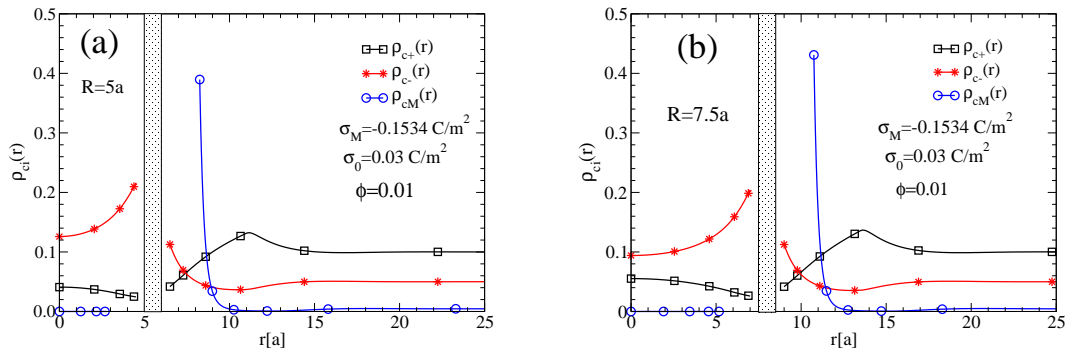 (a)
R=5a
ρc+(r)
ρc-(r)
ρcM(r)
σM=-0.1534 C/m2
σ0=0.03 C/m2
ϕ=0.01
ρci(r)
0.5
0.4
0.3
0.2
0.1
0.0
0 5 10 15 20 25
r[a]
(b)
R=7.5a
ρc+(r)
ρc-(r)
ρcM(r)
σM=-0.1534 C/m2
σ0=0.03 C/m2
ϕ=0.01
ρci(r)
0.5
0.4
0.3
0.2
0.1
0.0
0 5 10 15 20 25
r[a]